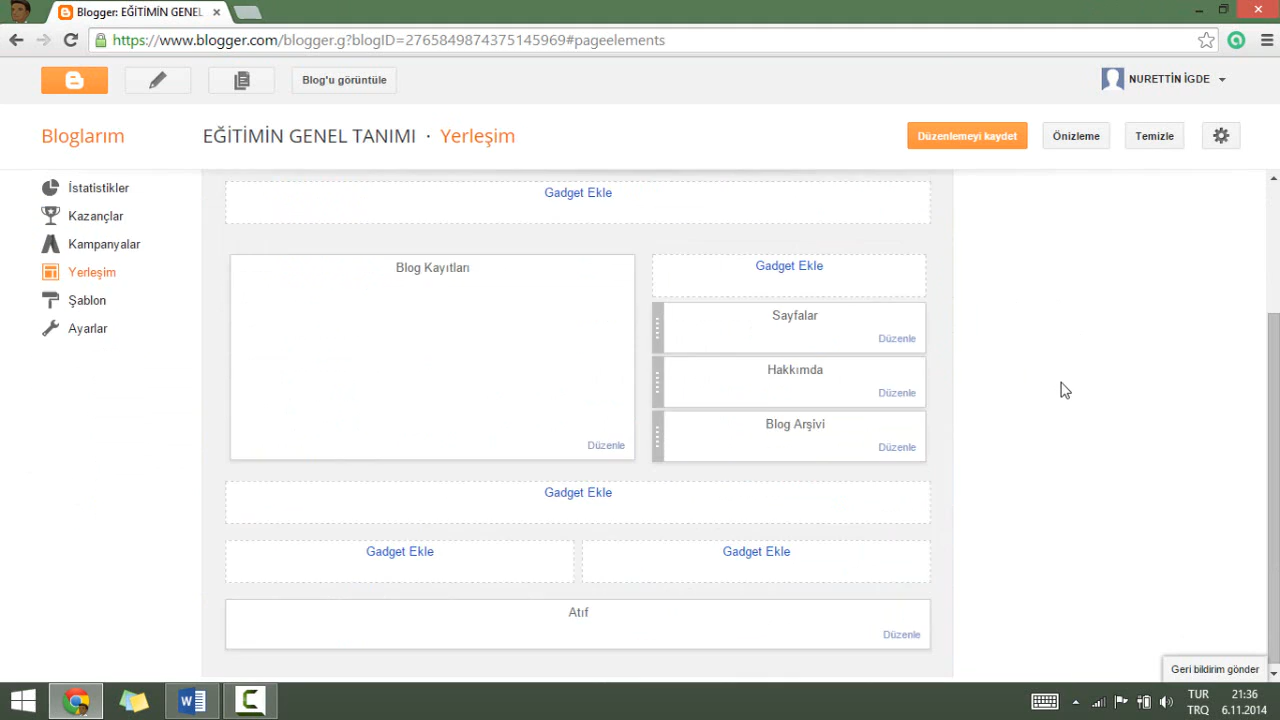 Blogger: EĞİTİMİN GENEL
https://www.blogger.com/blogger.g?blogID=2765849874375145969#pageelements
Blog'u görüntüle
NURETTİN İGDE
Bloglarım
EĞİTİMİN GENEL TANIMI · Yerleşim
Düzenlemeyi kaydet
Önizleme
Temizle
İstatistikler
Kazançlar
Kampanyalar
Yerleşim
Şablon
Ayarlar
Gadget Ekle
Blog Kayıtları
Düzenle
Gadget Ekle
Sayfalar
Düzenle
Hakkımda
Düzenle
Blog Arşivi
Düzenle
Gadget Ekle
Gadget Ekle
Gadget Ekle
Atıf
Düzenle
Geri bildirim gönder
TUR
TRQ
21:36
6.11.2014